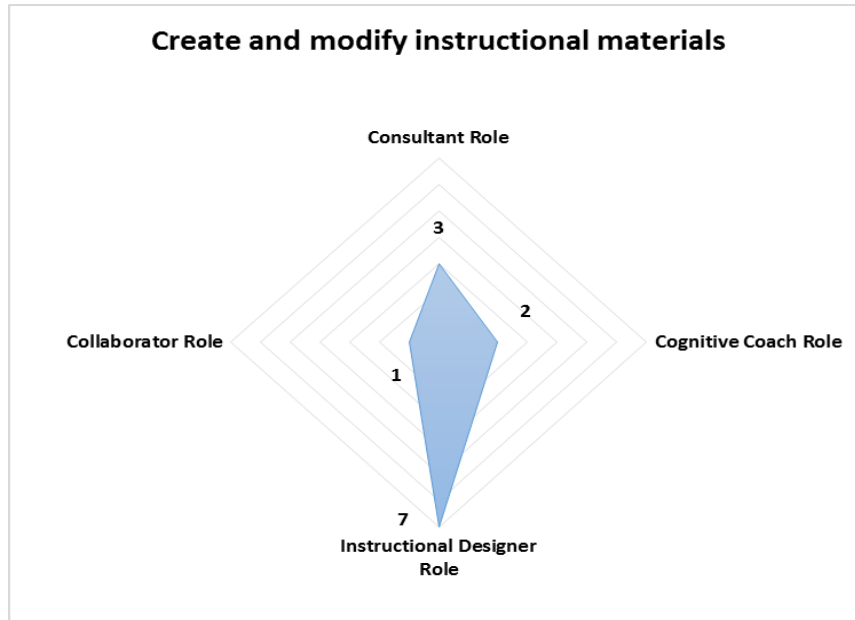 Create and modify instructional materials
Consultant Role
3
2
Collaborator Role
Cognitive Coach Role
1
7
Instructional Designer
Role